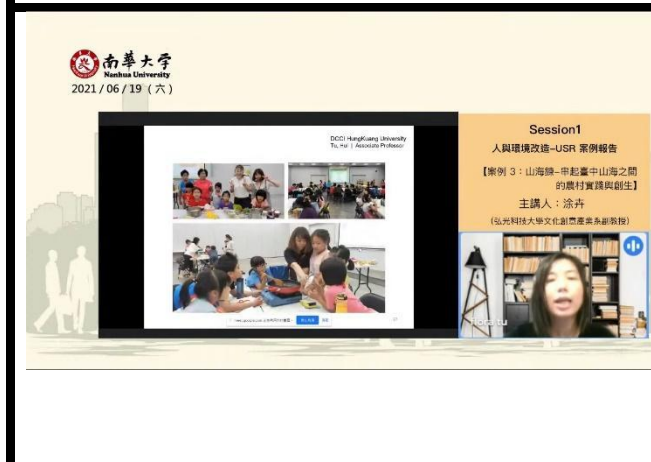 南華大学
Nanhua University
2021/06/19（六）
DCCI HungKuang University
Tu, Hui | Associate Professor
Session1
人與環境改造-USR 案例報告
【案例 3：山海鍊-串起臺中山海之間
的農村實踐與創生】
主講人：涂卉
(弘光科技大學文化創意產業系副教授)